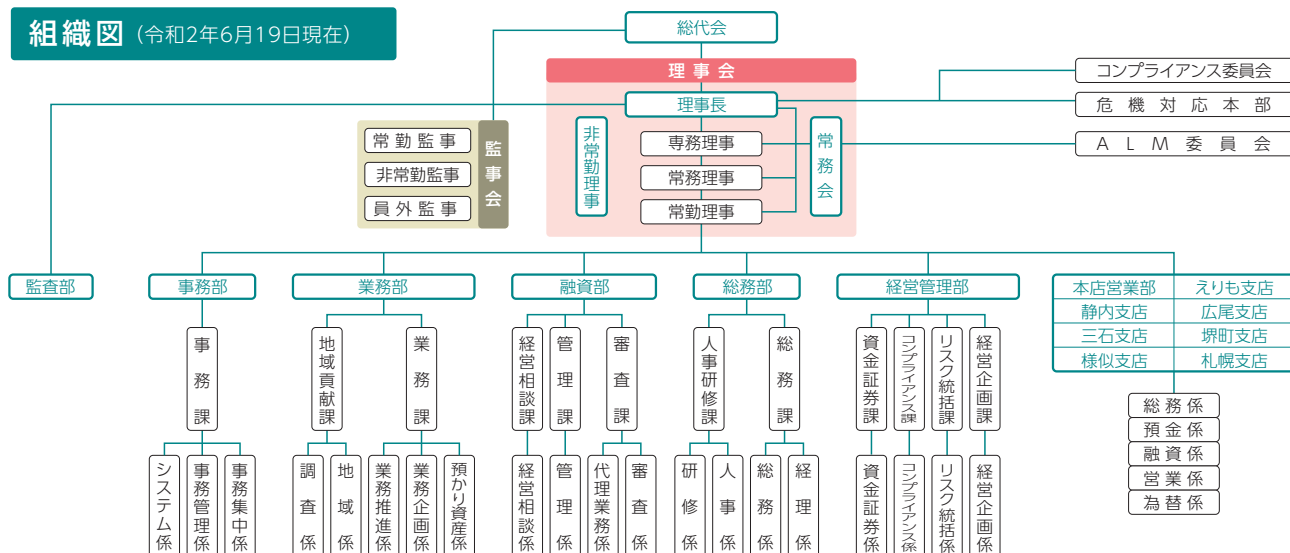 組織図 (令和2年6月19日現在)
総代会
理事会
理事長
専務理事
常務理事
常勤理事
非常勤理事
常務会
常勤監事
非常勤監事
員外監事
監事会
コンプライアンス委員会
危機対応本部
ALM委員会
監査部
事務部
業務部
融資部
総務部
経営管理部
本店営業部
えりも支店
静内支店
広尾支店
三石支店
堺町支店
様似支店
札幌支店
事務課
地域貢献課
業務課
経営相談課
管理課
審査課
人事研修課
総務課
資金証券課
コンプライアンス課
リスク統括課
経営企画課
システム係
事務管理係
事務集中係
調査係
地域係
業務推進係
業務企画係
預かり資産係
経営相談係
管理係
代理業務係
審査係
研修係
人事係
総務係
経理係
資金証券係
コンプライアンス係
リスク統括係
経営企画係
総務係
預金係
融資係
営業係
為替係